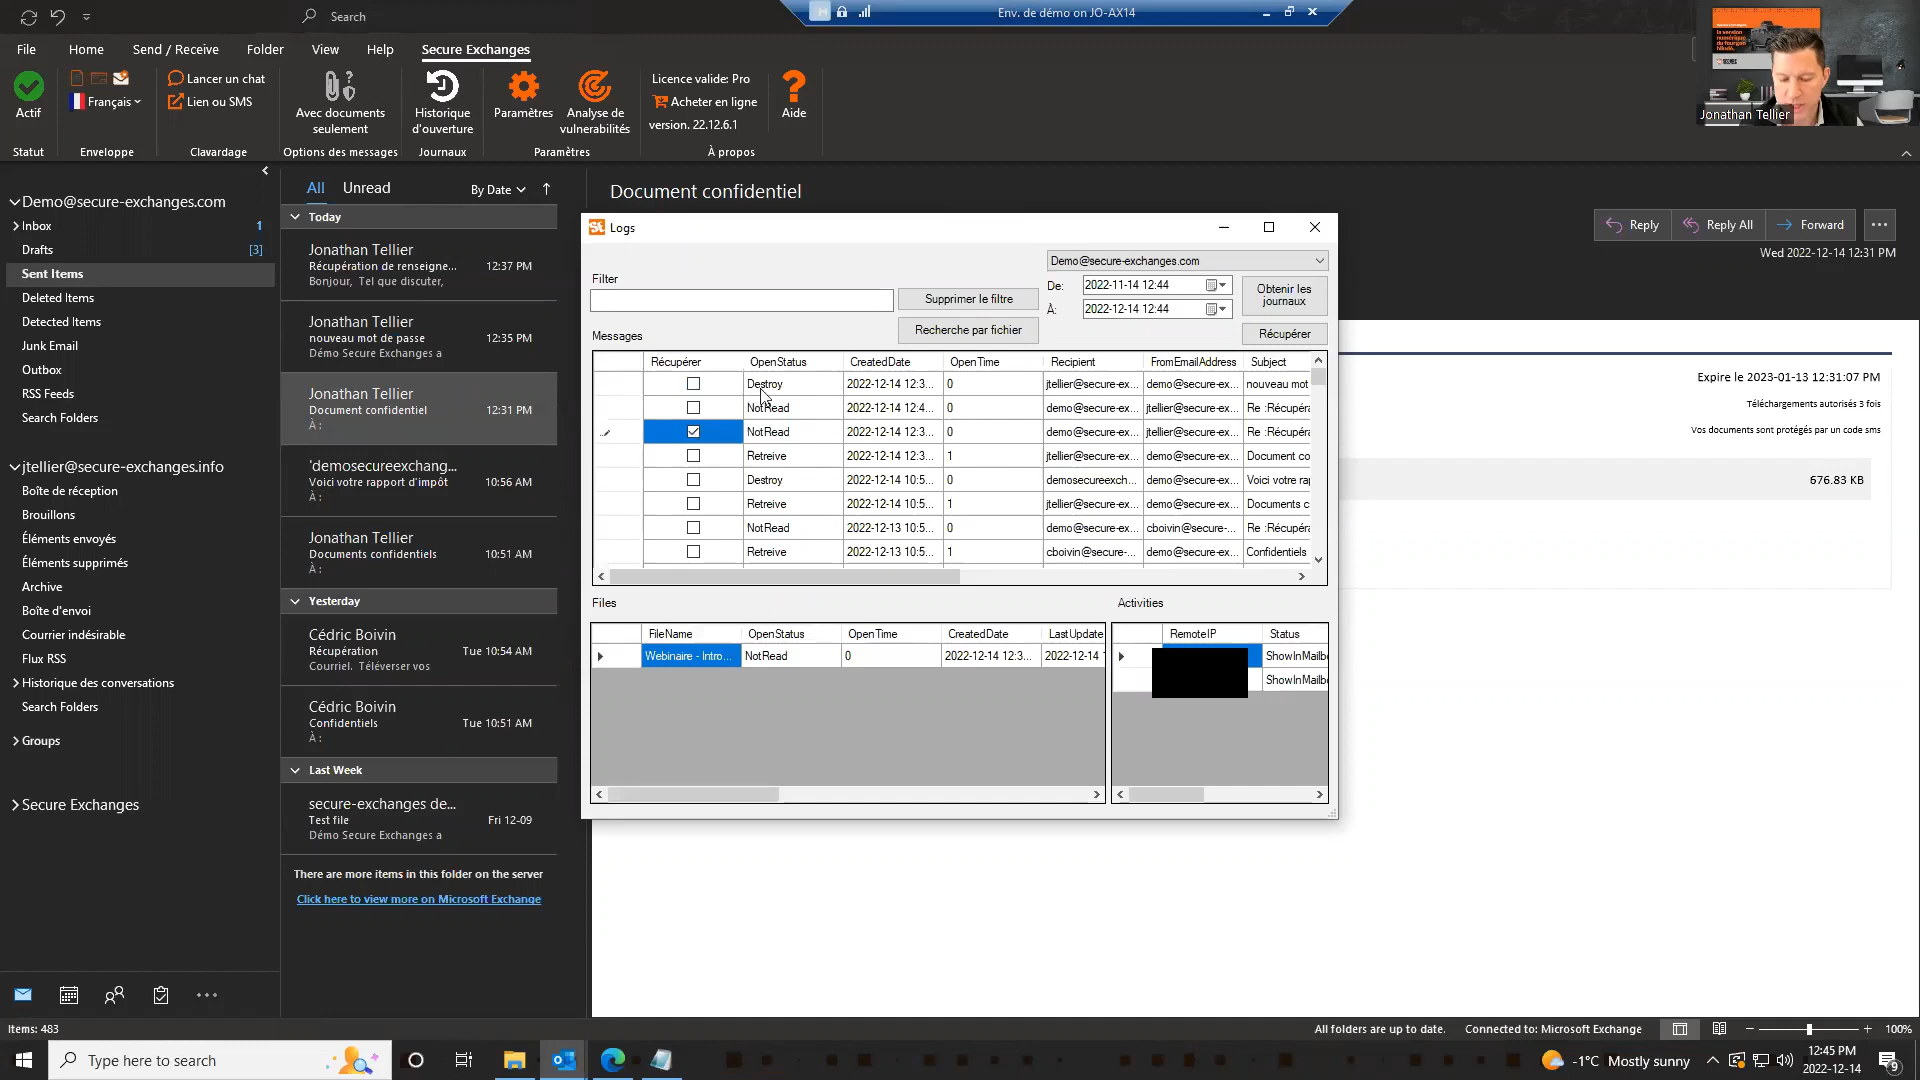 Search
Env. de démo on JO-AX14
File Home Send / Receive Folder View Help Secure Exchanges
Actif
Français
Lancer un chat
Lien ou SMS
Avec documents seulement
Historique d'ouverture
Paramètres
Analyse de vulnerabilités
Licence valide: Pro
Acheter en ligne
version. 22.12.6.1
Aide
Statut Enveloppe Clavardage Options des messages Journaux Paramètres À propos
Jonathan Tellier
Demo@secure-exchanges.com
Inbox 1
Drafts [3]
Sent Items
Deleted Items
Detected Items
Junk Email
Outbox
RSS Feeds
Search Folders
jtellier@secure-exchanges.info
Boîte de réception
Brouillons
Éléments envoyés
Éléments supprimés
Archive
Boîte d'envoi
Courrier indésirable
Flux RSS
Historique des conversations
Search Folders
Groups
Secure Exchanges
All Unread By Date
Today
Jonathan Tellier
Récupération de renseigne... 12:37 PM
Bonjour, Tel que discuter,
Jonathan Tellier
nouveau mot de passe 12:35 PM
Démo Secure Exchanges a
Jonathan Tellier
Document confidentiel 12:31 PM
À :
'demosecureexchang...
Voici votre rapport d'impôt 10:56 AM
À :
Jonathan Tellier
Documents confidentiels 10:51 AM
À :
Yesterday
Cédric Boivin
Récupération Tue 10:54 AM
Courriel. Téléverser vos
Cédric Boivin
Confidentiels Tue 10:51 AM
À :
Last Week
secure-exchanges de...
Test file Fri 12-09
Démo Secure Exchanges a
There are more items in this folder on the server
Click here to view more on Microsoft Exchange
Document confidentiel
Reply Reply All Forward
Wed 2022-12-14 12:31 PM
Expire le 2023-01-13 12:31:07 PM
Téléchargements autorisés 3 fois
Vos documents sont protégés par un code sms
676.83 KB
Logs
Demo@secure-exchanges.com
Filter
Supprimer le filtre
Recherche par fichier
De: 2022-11-14 12:44
À: 2022-12-14 12:44
Obtenir les journaux
Récupérer
Messages
Récupérer OpenStatus CreatedDate OpenTime Recipient FromEmailAddress Subject
Destroy 2022-12-14 12:3... 0 jtellier@secure-ex... demo@secure-ex... nouveau mot
NotRead 2022-12-14 12:4... 0 demo@secure-ex... jtellier@secure-ex... Re :Récupéra
NotRead 2022-12-14 12:3... 0 demo@secure-ex... jtellier@secure-ex... Re :Récupéra
Retreive 2022-12-14 12:3... 1 jtellier@secure-ex... demo@secure-ex... Document co
Destroy 2022-12-14 10:5... 0 demosecureexch... demo@secure-ex... Voici votre rap
Retreive 2022-12-14 10:5... 1 jtellier@secure-ex... demo@secure-ex... Documents c
NotRead 2022-12-13 10:5... 0 demo@secure-ex... cboivin@secure-... Re :Récupéra
Retreive 2022-12-13 10:5... 1 cboivin@secure-... demo@secure-ex... Confidentiels
Files Activities
FileName OpenStatus OpenTime CreatedDate LastUpdate
Webinaire - Intro... NotRead 0 2022-12-14 12:3... 2022-12-14 1
RemoteIP Status
ShowInMailbo
ShowInMailbo
Items: 483
All folders are up to date. Connected to: Microsoft Exchange
100%
Type here to search
-1°C Mostly sunny
12:45 PM
2022-12-14
9